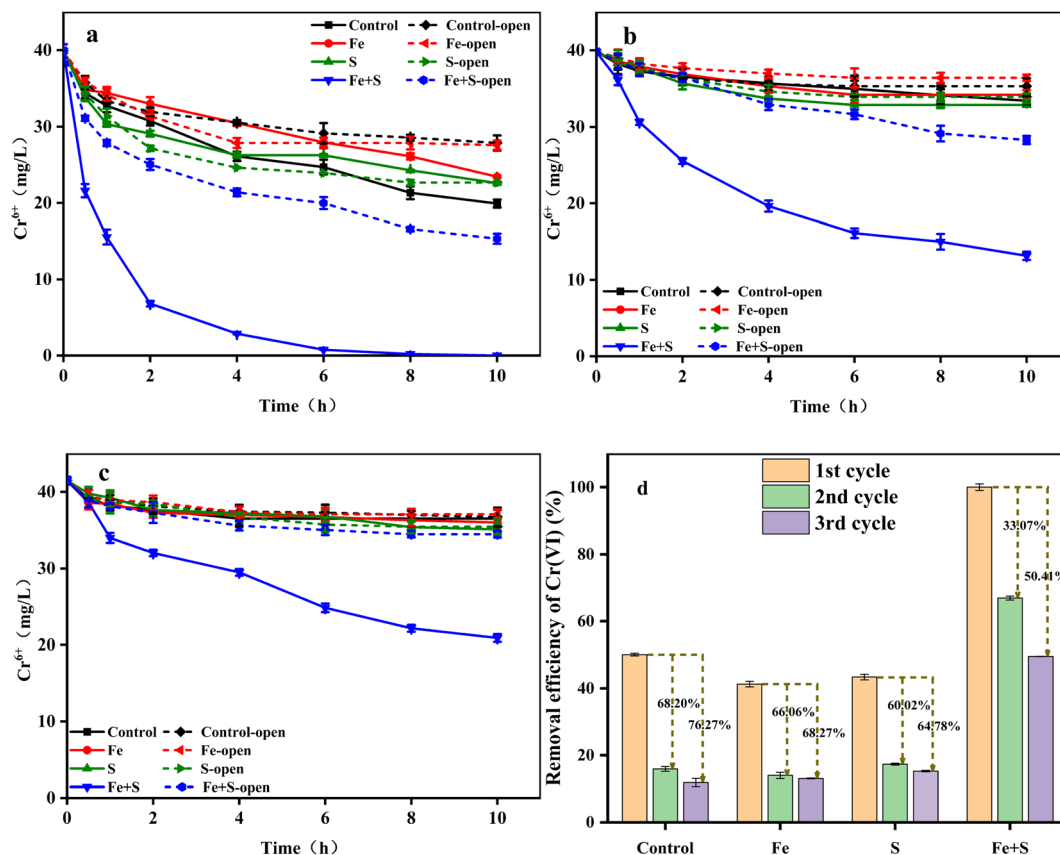 a
Control
Control-open
Fe
Fe-open
S
S-open
Fe+S
Fe+S-open
40
30
20
10
0
Cr6+ (mg/L)
0 2 4 6 8 10
Time (h)
b
40
30
20
10
0
Cr6+ (mg/L)
Control
Control-open
Fe
Fe-open
S
S-open
Fe+S
Fe+S-open
0 2 4 6 8 10
Time (h)
c
40
30
20
10
0
Cr6+ (mg/L)
Control
Control-open
Fe
Fe-open
S
S-open
Fe+S
Fe+S-open
0 2 4 6 8 10
Time (h)
d
1st cycle
2nd cycle
3rd cycle
100
80
60
40
20
0
Removal efficiency of Cr(VI) (%)
33.07%
50.41%
68.20%
76.27%
66.06%
68.27%
60.02%
64.78%
Control Fe S Fe+S